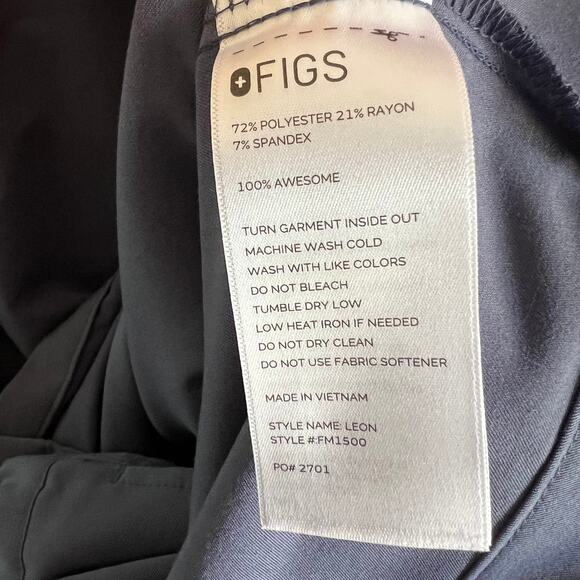 FIGS
72% POLYESTER 21% RAYON
7% SPANDEX
100% AWESOME
TURN GARMENT INSIDE OUT
MACHINE WASH COLD
WASH WITH LIKE COLORS
DO NOT BLEACH
TUMBLE DRY LOW
LOW HEAT IRON IF NEEDED
DO NOT DRY CLEAN
DO NOT USE FABRIC SOFTENER
MADE IN VIETNAM
STYLE NAME: LEON
STYLE #:FM1500
PO# 2701